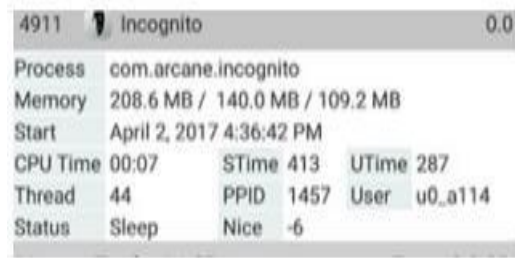 4911 Incognito 0.0
Process com.arcane.incognito
Memory 208.6 MB / 140.0 MB / 109.2 MB
Start April 2, 2017 4:36:42 PM
CPU Time 00:07 STime 413 UTime 287
Thread 44 PPID 1457 User u0_a114
Status Sleep Nice -6